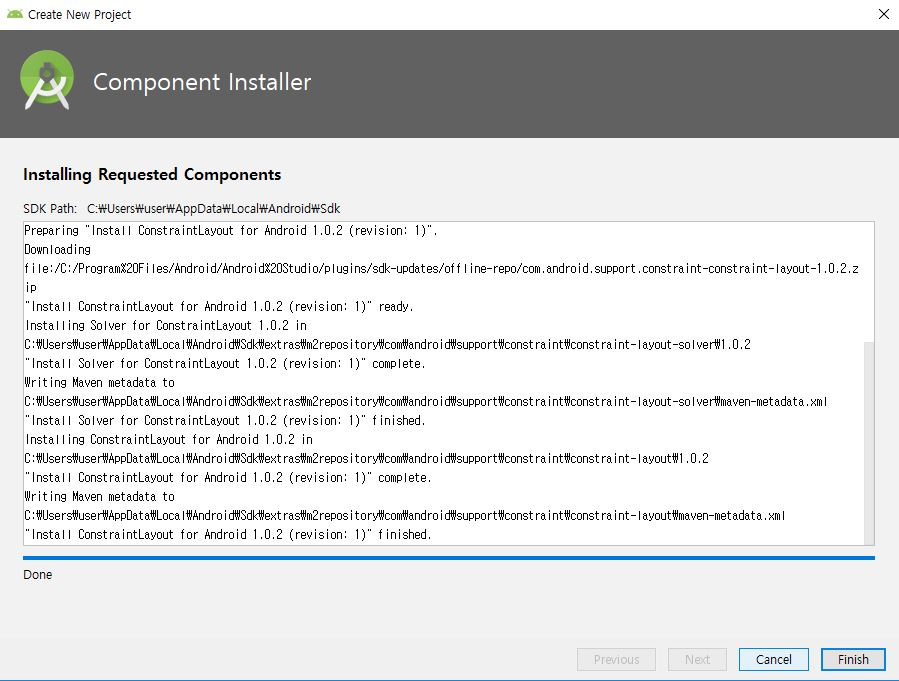 Create New Project
Component Installer
Installing Requested Components
SDK Path: C:₩Users₩user₩AppData₩Local₩Android₩Sdk
Preparing "Install ConstraintLayout for Android 1.0.2 (revision: 1)".
Downloading
file:/C:/Program%20Files/Android/Android%20Studio/plugins/sdk-updates/offline-repo/com.android.support.constraint-constraint-layout-1.0.2.z
ip
"Install ConstraintLayout for Android 1.0.2 (revision: 1)" ready.
Installing Solver for ConstraintLayout 1.0.2 in
C:₩Users₩user₩AppData₩Local₩Android₩Sdk₩extras₩m2repository₩com₩android₩support₩constraint₩constraint-layout-solver₩1.0.2
"Install Solver for ConstraintLayout 1.0.2 (revision: 1)" complete.
Writing Maven metadata to
C:₩Users₩user₩AppData₩Local₩Android₩Sdk₩extras₩m2repository₩com₩android₩support₩constraint₩constraint-layout-solver₩maven-metadata.xml
"Install Solver for ConstraintLayout 1.0.2 (revision: 1)" finished.
Installing ConstraintLayout for Android 1.0.2 in
C:₩Users₩user₩AppData₩Local₩Android₩Sdk₩extras₩m2repository₩com₩android₩support₩constraint₩constraint-layout₩1.0.2
"Install ConstraintLayout for Android 1.0.2 (revision: 1)" complete.
Writing Maven metadata to
C:₩Users₩user₩AppData₩Local₩Android₩Sdk₩extras₩m2repository₩com₩android₩support₩constraint₩constraint-layout₩maven-metadata.xml
"Install ConstraintLayout for Android 1.0.2 (revision: 1)" finished.
Done
Previous Next Cancel Finish